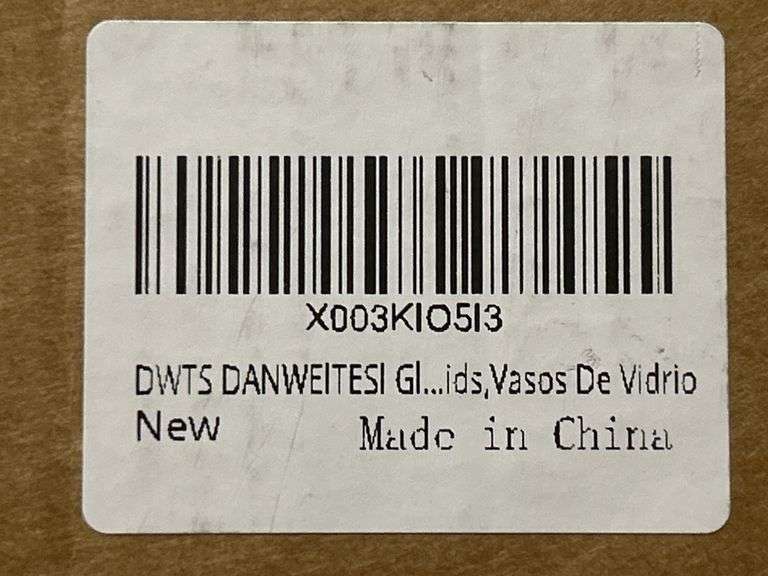 X003KIO5I3
DWTS DANWEITESI Gl...ids,Vasos De Vidrio
New
Made in China